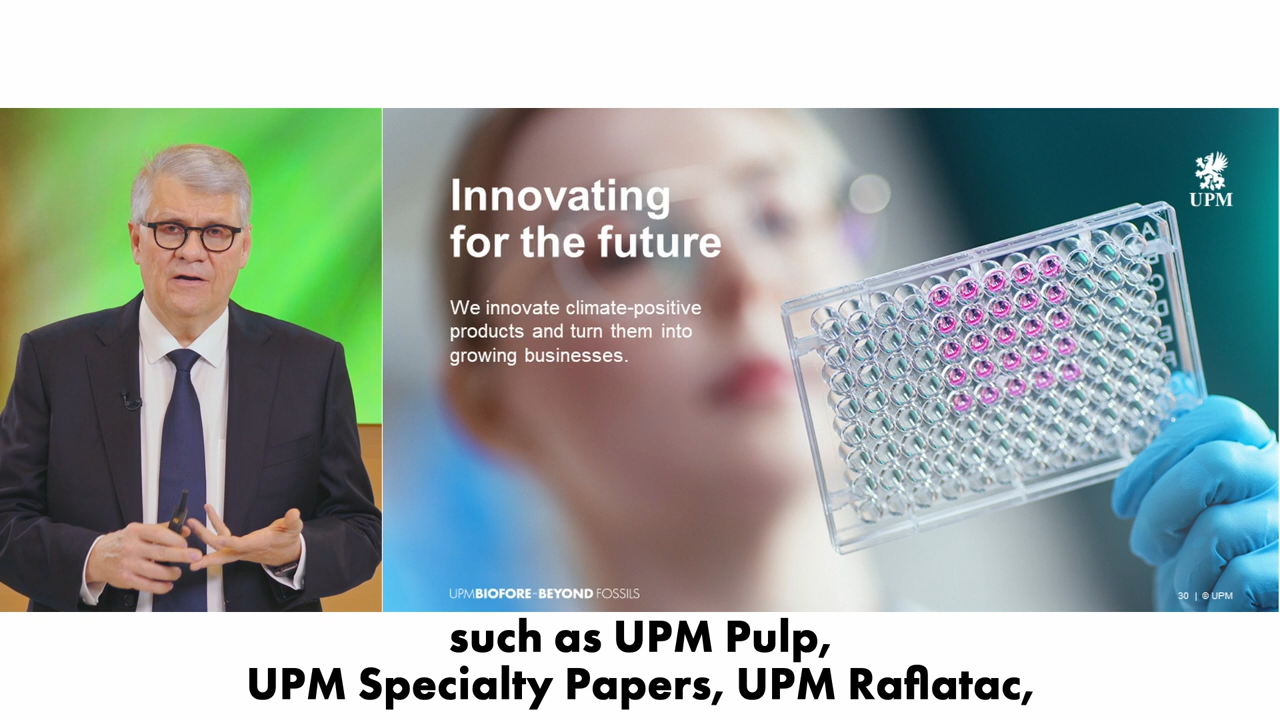 Innovating
for the future
UPM
We innovate climate-positive
products and turn them into
growing businesses.
A
B
C
D
E
F
UPMBIOFORE-BEYOND FOSSILS
30 | © UPM
such as UPM Pulp,
UPM Specialty Papers, UPM Raflatac,